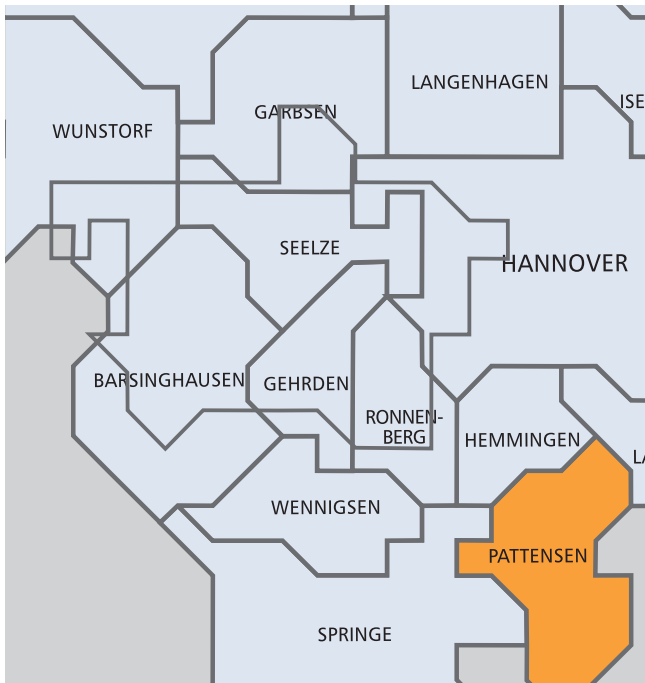 LANGENHAGEN
ISE
GARBSEN
WUNSTORF
SEELZE
HANNOVER
BARSINGHAUSEN
GEHRDEN
RONNEN-
BERG
HEMMINGEN
LA
WENNIGSEN
PATTENSEN
SPRINGE